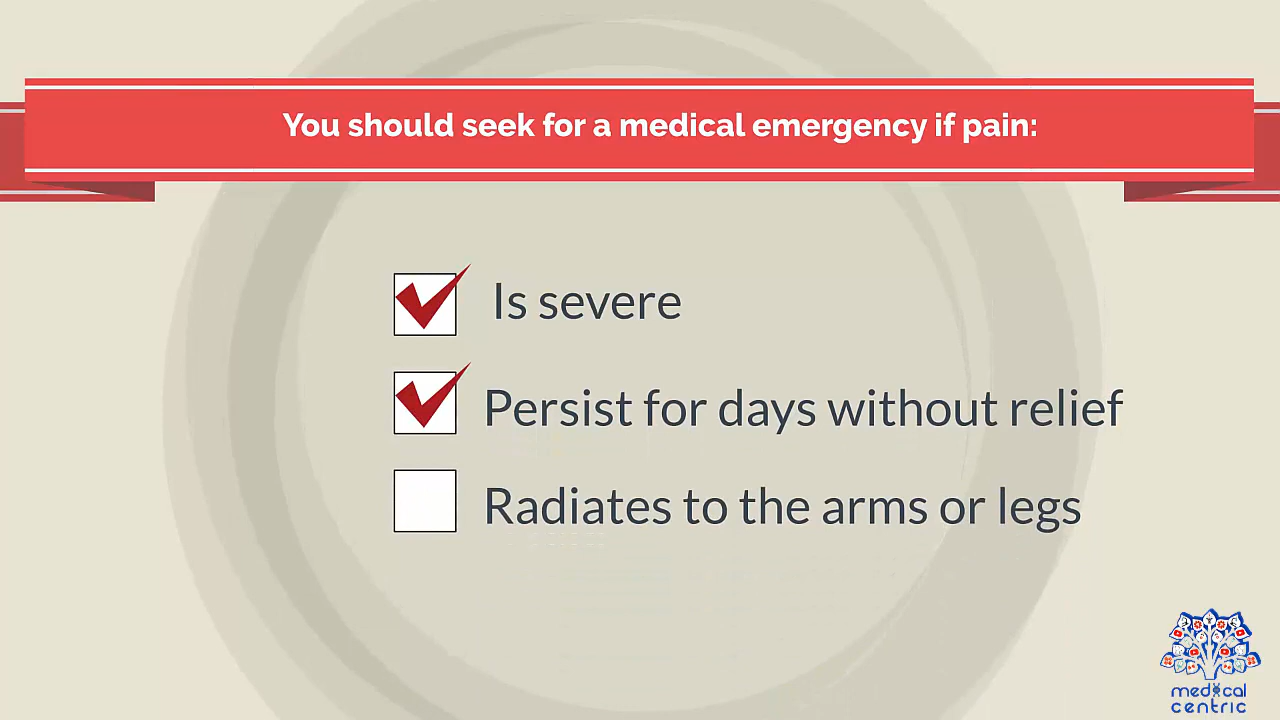 You should seek for a medical emergency if pain:
Is severe
Persist for days without relief
Radiates to the arms or legs
medical
centric